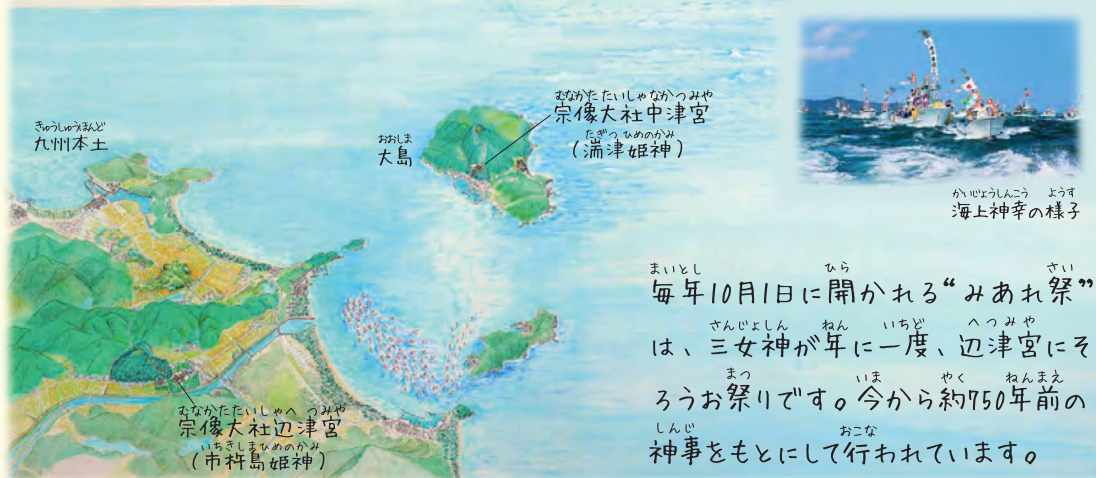 きゅうしゅうほんど
九州本土
おおしま
大島
むなかたたいしゃなかつみや
宗像大社中津宮
たぎつひめのかみ
(湍津姫神)
かいじょうしんこう ようす
海上神幸の様子
まいとし ひら さい
毎年10月1日に開かれる“みあれ祭”
さんじょしん ねん いちど へつみや
は、三女神が年に一度、辺津宮にそ
まつ いま やく ねんまえ
ろうお祭りです。今から約750年前の
しんじ おこな
神事をもとにして行われています。
むなかたたいしゃへつみや
宗像大社辺津宮
いちきしまひめのかみ
(市杵島姫神)